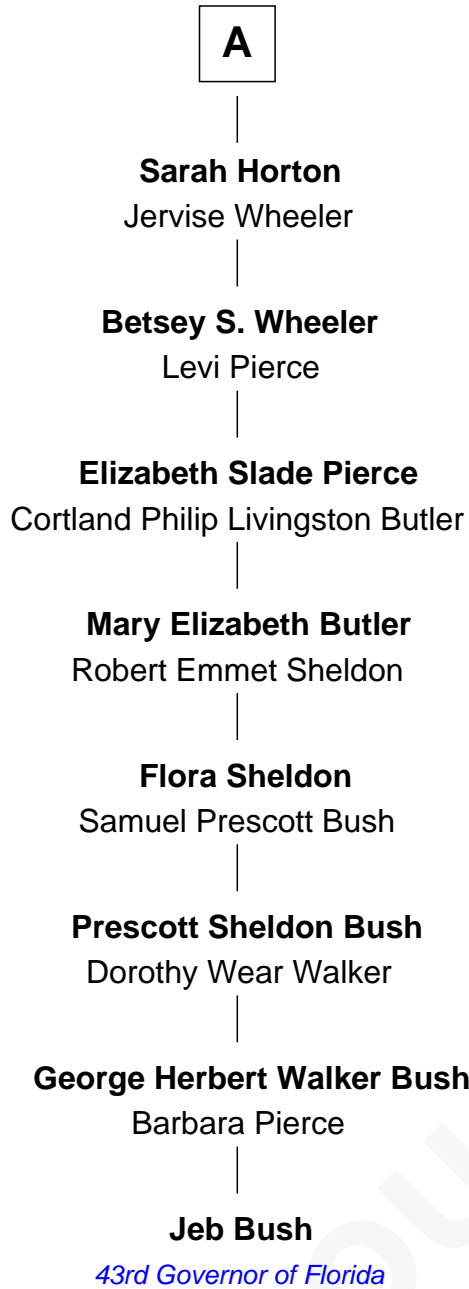 A
Sarah Horton
Jervise Wheeler
Betsey S. Wheeler
Levi Pierce
Elizabeth Slade Pierce
Cortland Philip Livingston Butler
Mary Elizabeth Butler
Robert Emmet Sheldon
Flora Sheldon
Samuel Prescott Bush
Prescott Sheldon Bush
Dorothy Wear Walker
George Herbert Walker Bush
Barbara Pierce
Jeb Bush
43rd Governor of Florida